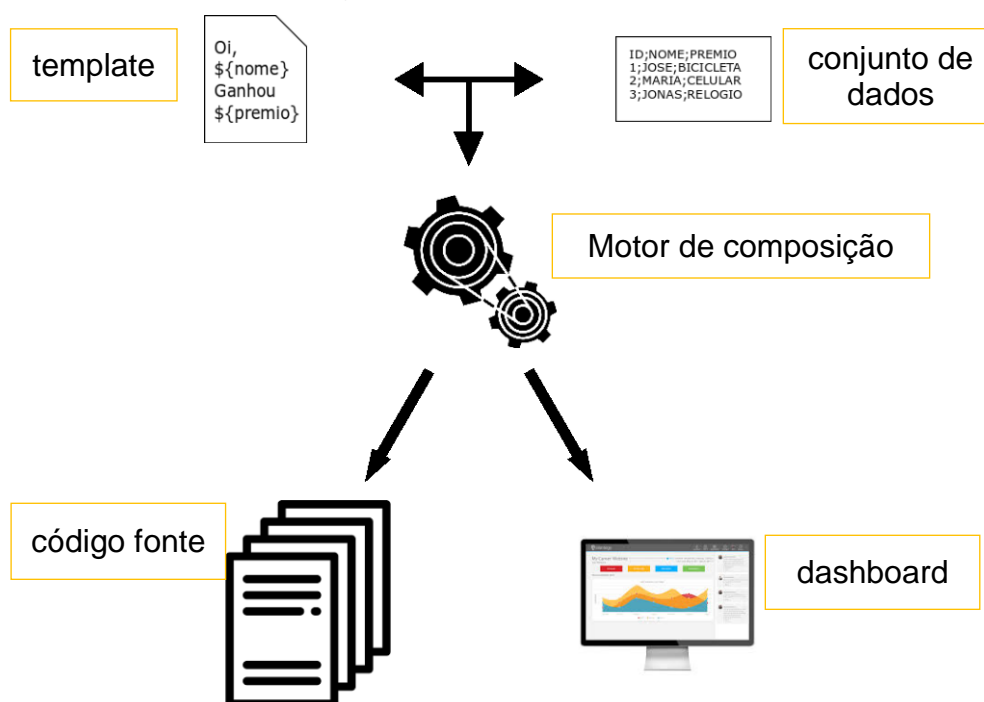 template
Oi,
${nome}
Ganhou
${premio}
ID;NOME;PREMIO
1;JOSE;BICICLETA
2;MARIA;CELULAR
3;JONAS;RELOGIO
conjunto de
dados
Motor de composição
código fonte
dashboard